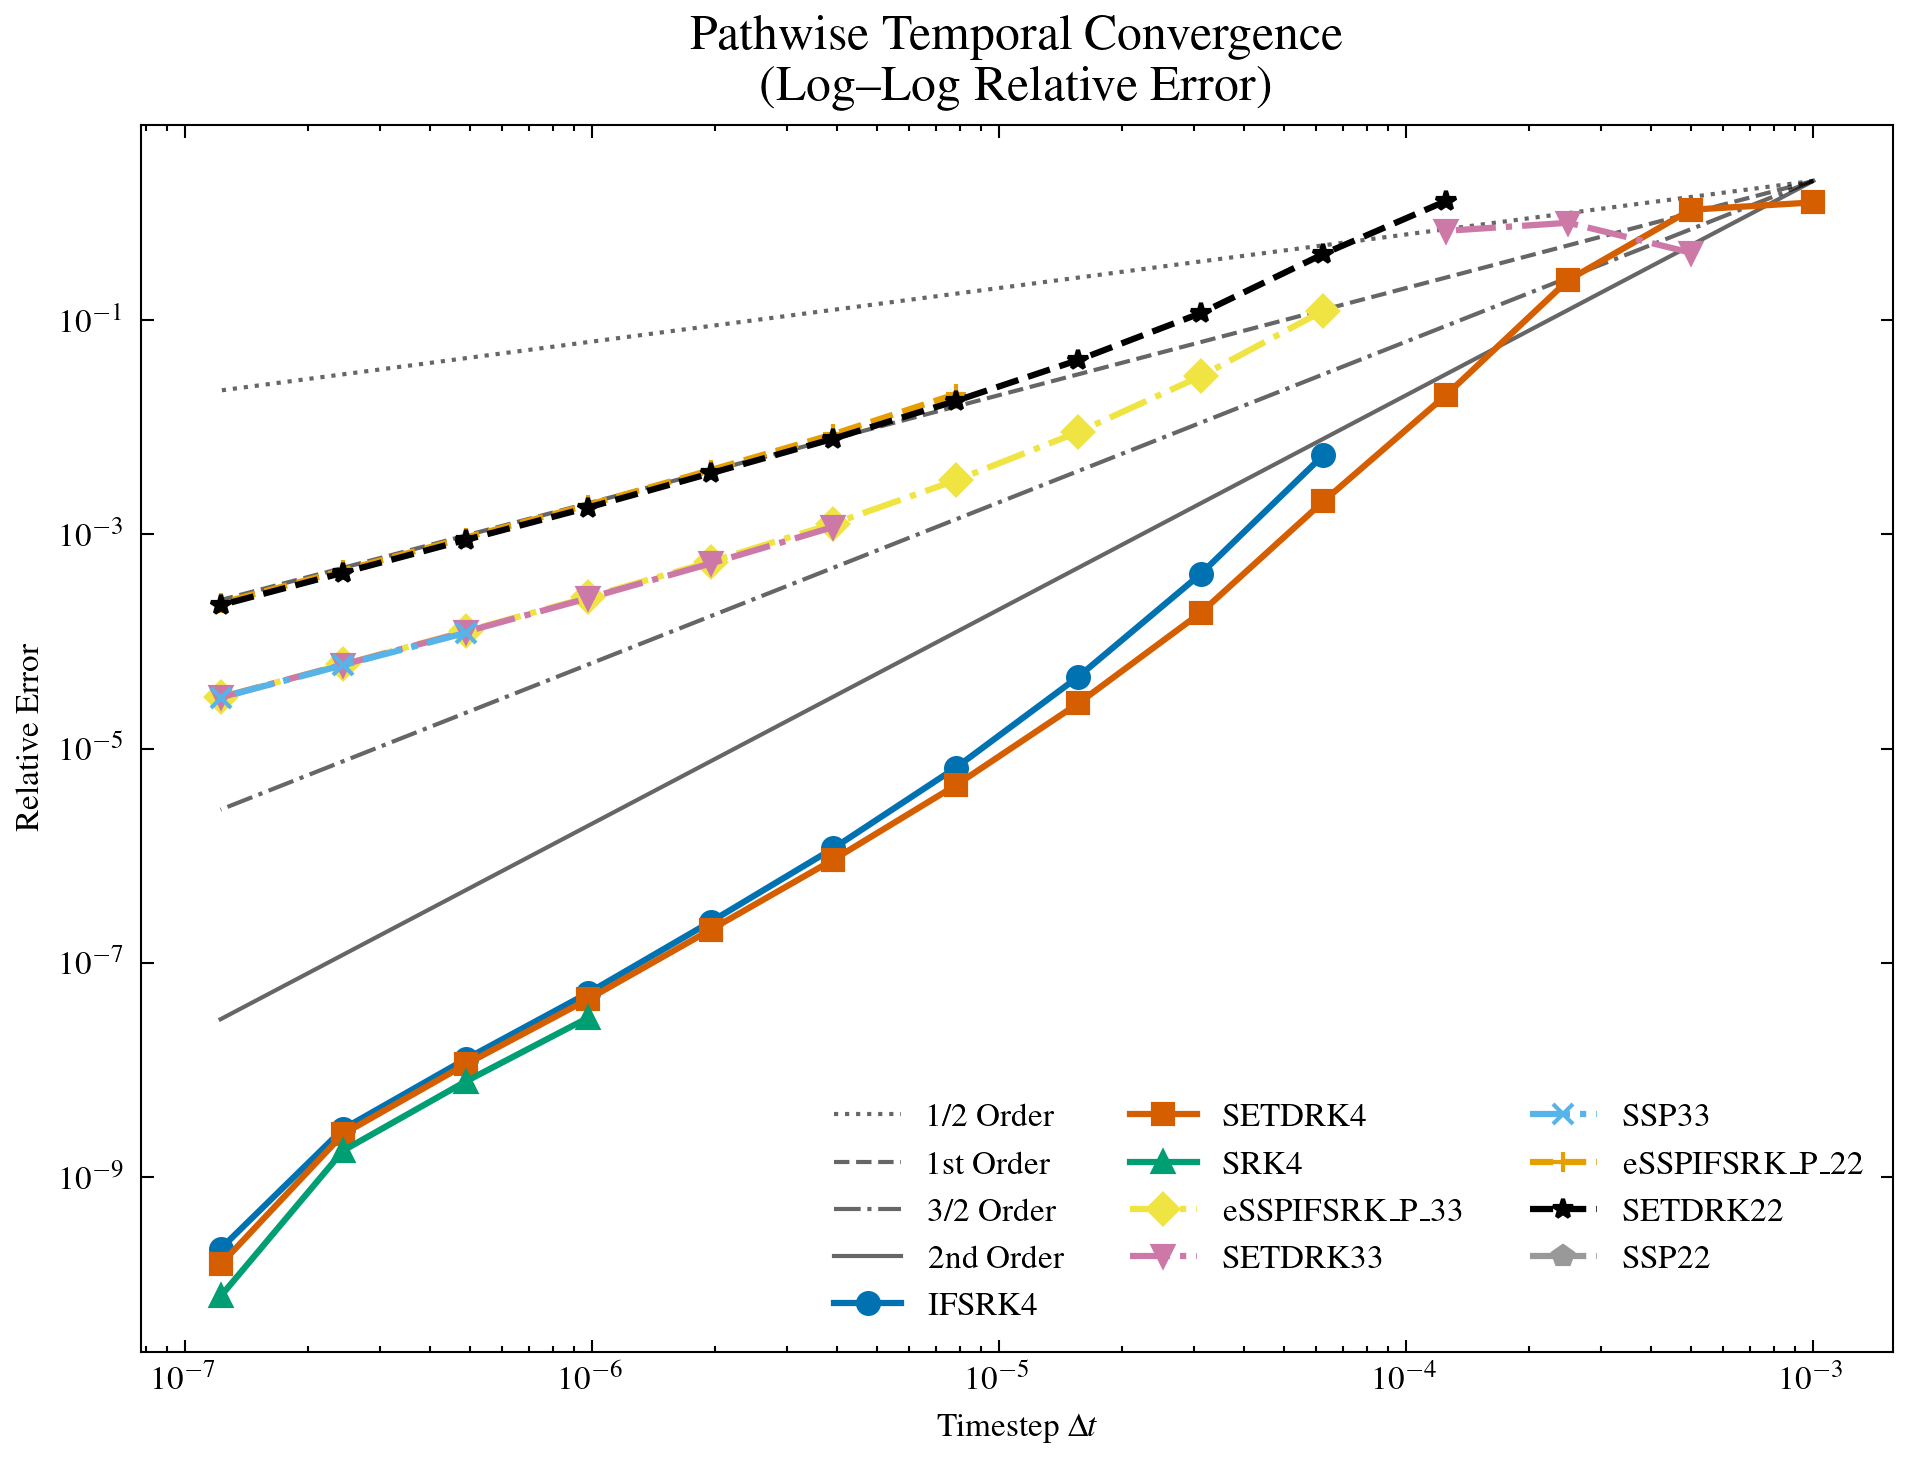 Pathwise Temporal Convergence
(Log–Log Relative Error)
Relative Error
10⁻¹
10⁻³
10⁻⁵
10⁻⁷
10⁻⁹
1/2 Order
1st Order
3/2 Order
2nd Order
IFSRK4
SETDRK4
SRK4
eSSPIFSRK_P_33
SETDRK33
SSP33
eSSPIFSRK_P_22
SETDRK22
SSP22
10⁻⁷ 10⁻⁶ 10⁻⁵ 10⁻⁴ 10⁻³
Timestep Δt